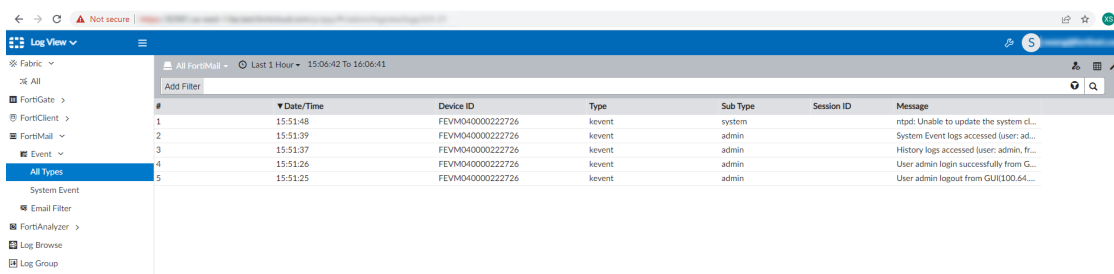 Not secure
XS
Log View
S
Fabric
All
FortiGate
FortiClient
FortiMail
Event
All Types
System Event
Email Filter
FortiAnalyzer
Log Browse
Log Group
All FortiMail Last 1 Hour 15:06:42 To 16:06:41
Add Filter
# Date/Time Device ID Type Sub Type Session ID Message
1 15:51:48 FEVM040000222726 kevent system ntpd: Unable to update the system cl...
2 15:51:39 FEVM040000222726 kevent admin System Event logs accessed (user: ad...
3 15:51:37 FEVM040000222726 kevent admin History logs accessed (user: admin, fr...
4 15:51:26 FEVM040000222726 kevent admin User admin login successfully from G...
5 15:51:25 FEVM040000222726 kevent admin User admin logout from GUI(100.64....